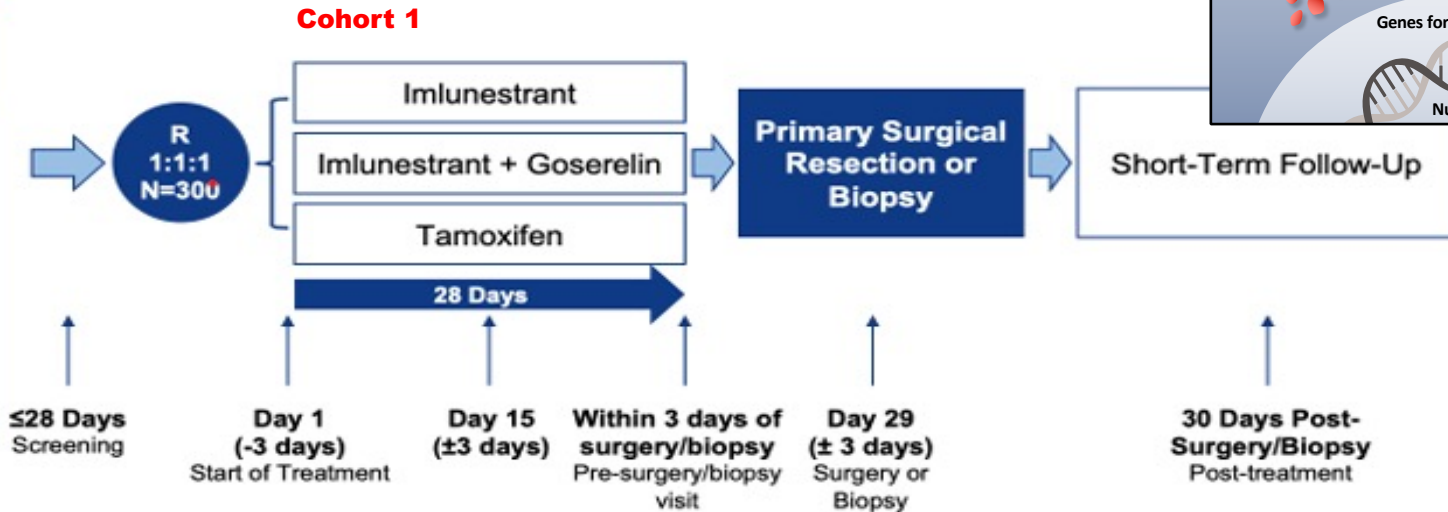 Cohort 1
Genes for
R
1:1:1
N=300
Imlunestrant
Imlunestrant + Goserelin
Tamoxifen
28 Days
Primary Surgical
Resection or
Biopsy
Short-Term Follow-Up
≤28 Days
Screening
Day 1
(-3 days)
Start of Treatment
Day 15
(±3 days)
Within 3 days of
surgery/biopsy
Pre-surgery/biopsy
visit
Day 29
(± 3 days)
Surgery or
Biopsy
30 Days Post-
Surgery/Biopsy
Post-treatment